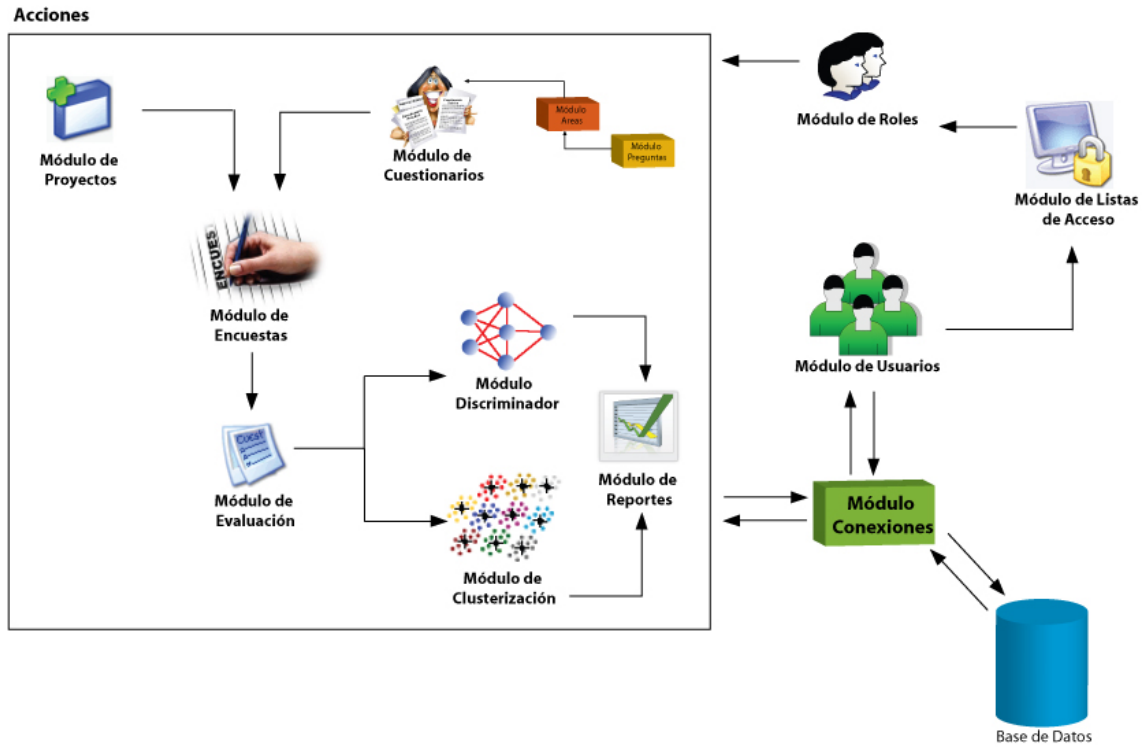 Acciones
Módulo de
Proyectos
Módulo de
Cuestionarios
Módulo
Areas
Módulo
Preguntas
Módulo de Roles
Módulo de Listas
de Acceso
ENCUES
Módulo de
Encuestas
Módulo
Discriminador
Módulo de Usuarios
Módulo de
Evaluación
Módulo de
Reportes
Módulo
Conexiones
Módulo de
Clusterización
Base de Datos